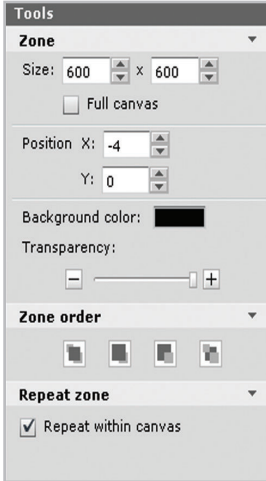 Tools
Zone
Size: 600 x 600
Full canvas
Position X: -4
Y: 0
Background color:
Transparency:
Zone order
Repeat zone
Repeat within canvas